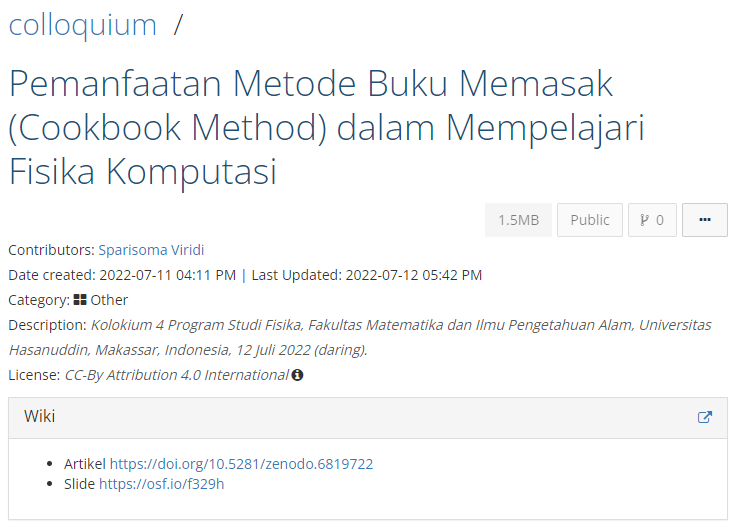 colloquium /
Pemanfaatan Metode Buku Memasak
(Cookbook Method) dalam Mempelajari
Fisika Komputasi
1.5MB Public 0 ...
Contributors: Sparisoma Viridi
Date created: 2022-07-11 04:11 PM | Last Updated: 2022-07-12 05:42 PM
Category: Other
Description: Kolokium 4 Program Studi Fisika, Fakultas Matematika dan Ilmu Pengetahuan Alam, Universitas
Hasanuddin, Makassar, Indonesia, 12 Juli 2022 (daring).
License: CC-By Attribution 4.0 International
Wiki
• Artikel https://doi.org/10.5281/zenodo.6819722
• Slide https://osf.io/f329h